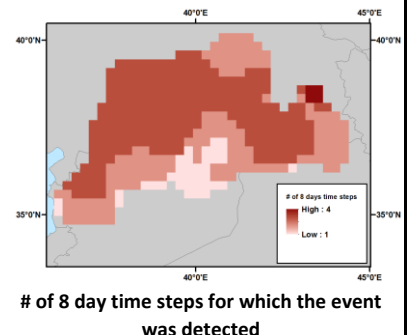 40°0'E 45°0'E
40°0'N 40°0'N
# of 8 days time steps
High : 4
Low : 1
35°0'N 35°0'N
40°0'E 45°0'E
# of 8 day time steps for which the event
was detected